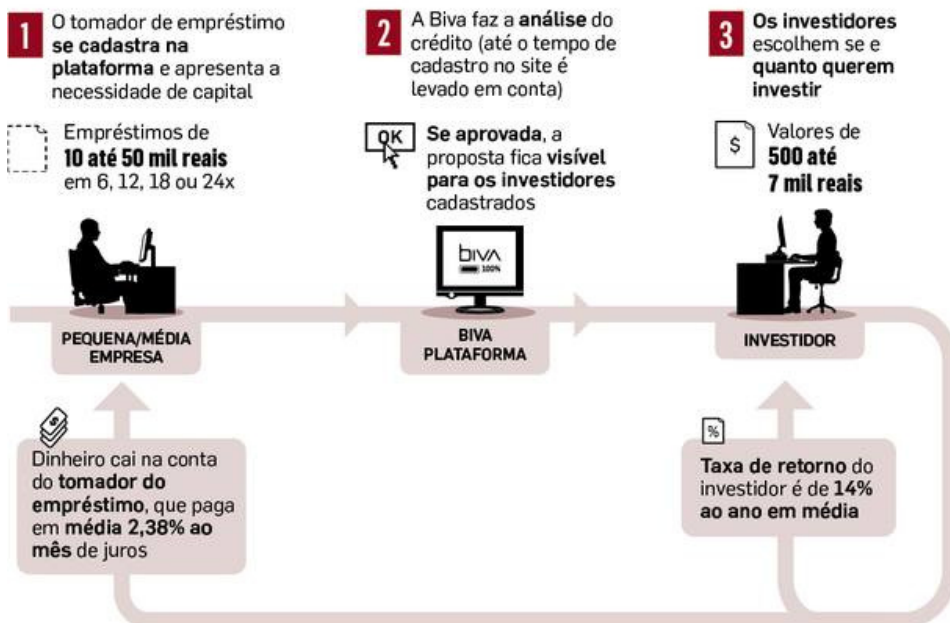 1
O tomador de empréstimo
se cadastra na
plataforma e apresenta a
necessidade de capital
Empréstimos de
10 até 50 mil reais
em 6, 12, 18 ou 24x
2
A Biva faz a análise do
crédito (até o tempo de
cadastro no site é
levado em conta)
OK
Se aprovada, a
proposta fica visível
para os investidores
cadastrados
3
Os investidores
escolhem se e
quanto querem
investir
$
Valores de
500 até
7 mil reais
biva
100%
PEQUENA/MÉDIA
EMPRESA
BIVA
PLATAFORMA
INVESTIDOR
$
Dinheiro cai na conta
do tomador do
empréstimo, que paga
em média 2,38% ao
mês de juros
%
Taxa de retorno do
investidor é de 14%
ao ano em média